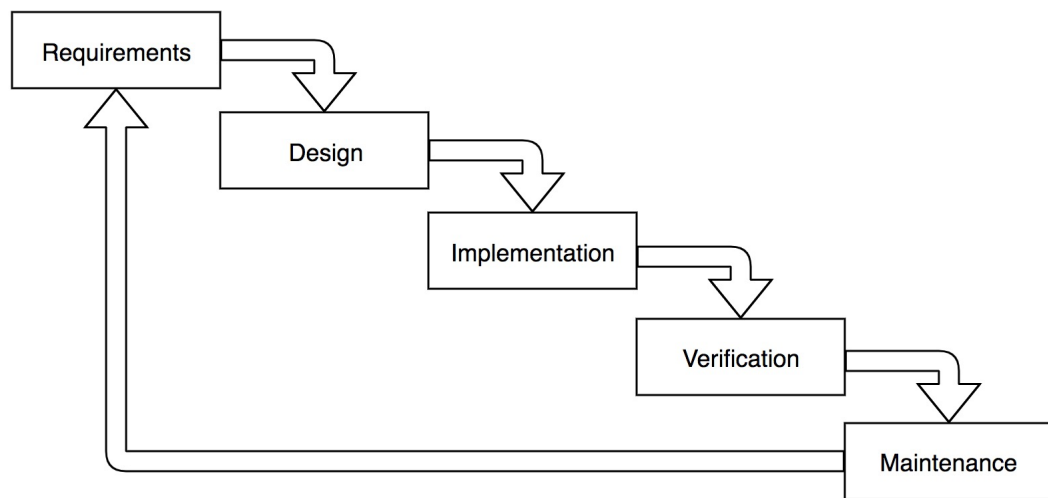 Requirements
Design
Implementation
Verification
Maintenance